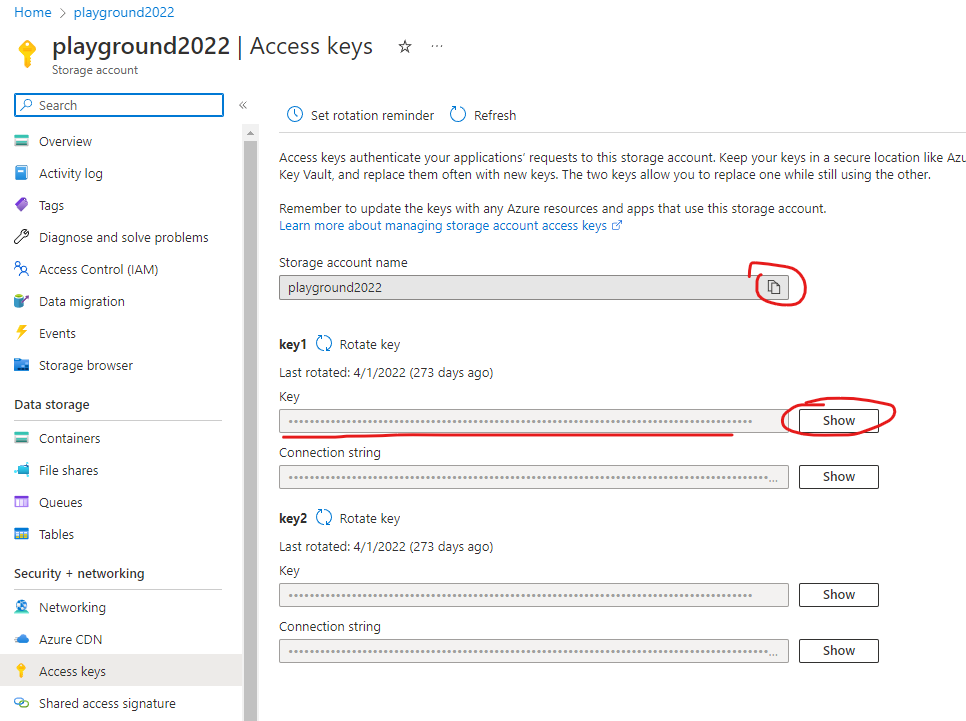 Home > playground2022
playground2022 | Access keys ☆ ...
Storage account
Search «
Overview
Activity log
Tags
Diagnose and solve problems
Access Control (IAM)
Data migration
Events
Storage browser
Data storage
Containers
File shares
Queues
Tables
Security + networking
Networking
Azure CDN
Access keys
Shared access signature
Set rotation reminder Refresh
Access keys authenticate your applications' requests to this storage account. Keep your keys in a secure location like Azu
Key Vault, and replace them often with new keys. The two keys allow you to replace one while still using the other.
Remember to update the keys with any Azure resources and apps that use this storage account.
Learn more about managing storage account access keys
Storage account name
playground2022
key1 Rotate key
Last rotated: 4/1/2022 (273 days ago)
Key
Show
Connection string
... Show
key2 Rotate key
Last rotated: 4/1/2022 (273 days ago)
Key
Show
Connection string
... Show